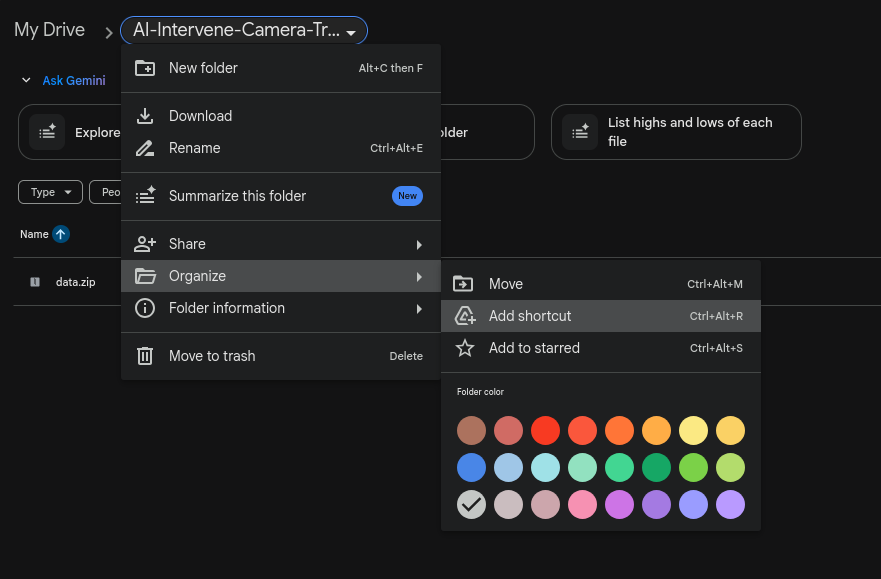 My Drive
AI-Intervene-Camera-Tr...
New folder Alt+C then F
Ask Gemini
Download
Explore
older
List highs and lows of each
file
Rename Ctrl+Alt+E
Type
Peo
Summarize this folder New
Name
Share
Organize
data.zip
Folder information
Move to trash Delete
Move Ctrl+Alt+M
Add shortcut Ctrl+Alt+R
Add to starred Ctrl+Alt+S
Folder color